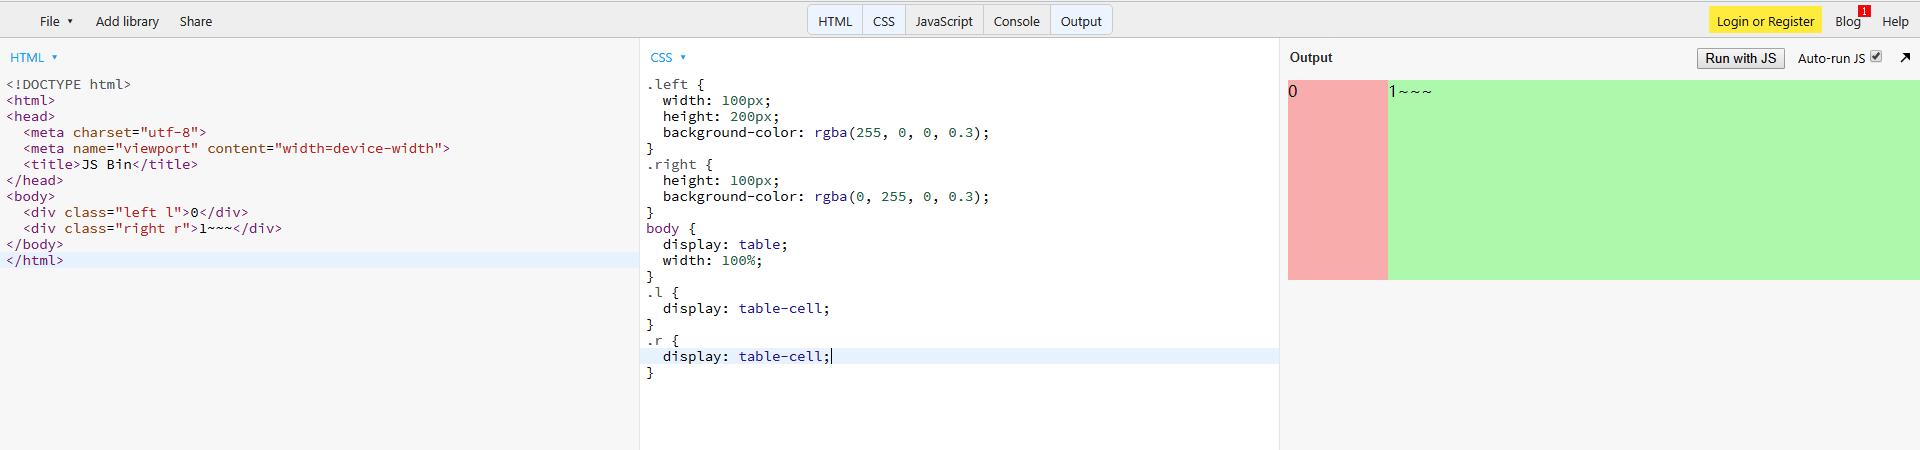 File ▾ Add library Share HTML CSS JavaScript Console Output Login or Register Blog 1 Help
HTML ▾
<!DOCTYPE html>
<html>
<head>
  <meta charset="utf-8">
  <meta name="viewport" content="width=device-width">
  <title>JS Bin</title>
</head>
<body>
  <div class="left l">0</div>
  <div class="right r">1~~~</div>
</body>
</html>
CSS ▾
.left {
  width: 100px;
  height: 200px;
  background-color: rgba(255, 0, 0, 0.3);
}
.right {
  height: 100px;
  background-color: rgba(0, 255, 0, 0.3);
}
body {
  display: table;
  width: 100%;
}
.l {
  display: table-cell;
}
.r {
  display: table-cell;
}
Output Run with JS Auto-run JS
0 1~~~